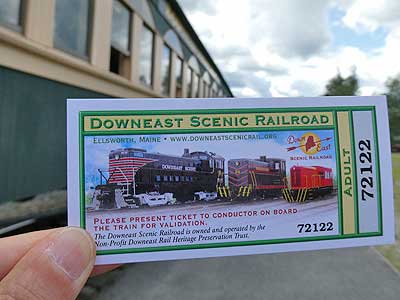 DOWNEAST SCENIC RAILROAD
ELLSWORTH, MAINE • WWW.DOWNEASTSCENICRAIL.ORG
Down East
SCENIC RAILROAD
DOWNEAST SCENIC
PLEASE PRESENT TICKET TO CONDUCTOR ON BOARD
THE TRAIN FOR VALIDATION.
The Downeast Scenic Railroad is owned and operated by the
Non-Profit Downeast Rail Heritage Preservation Trust.
72122
ADULT
72122